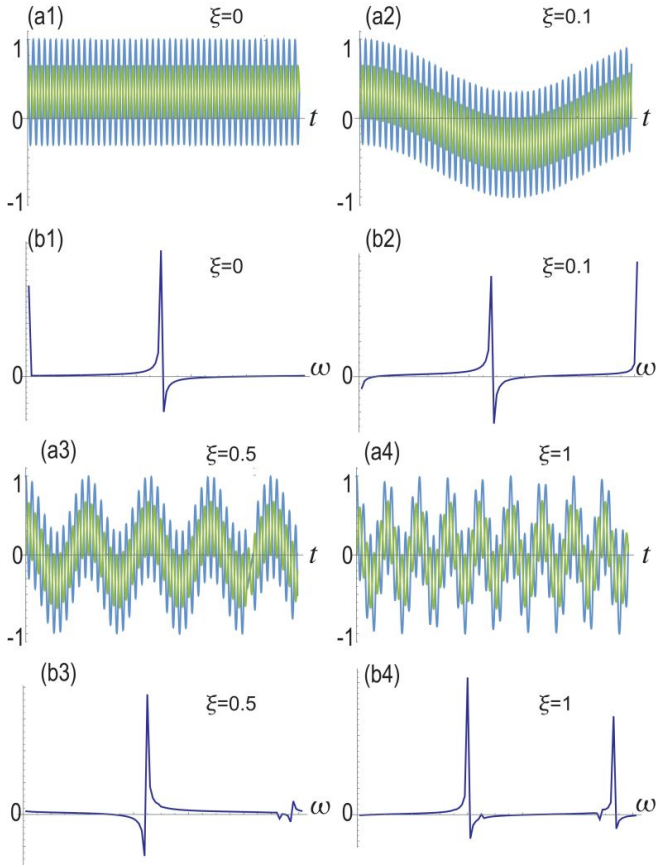 (a1) ξ=0 (a2) ξ=0.1
1 1
0 t 0 t
-1 -1
(b1) ξ=0 (b2) ξ=0.1
0 ω 0 ω
(a3) ξ=0.5 (a4) ξ=1
1 1
0 t 0 t
-1 -1
(b3) ξ=0.5 (b4) ξ=1
0 ω 0 ω